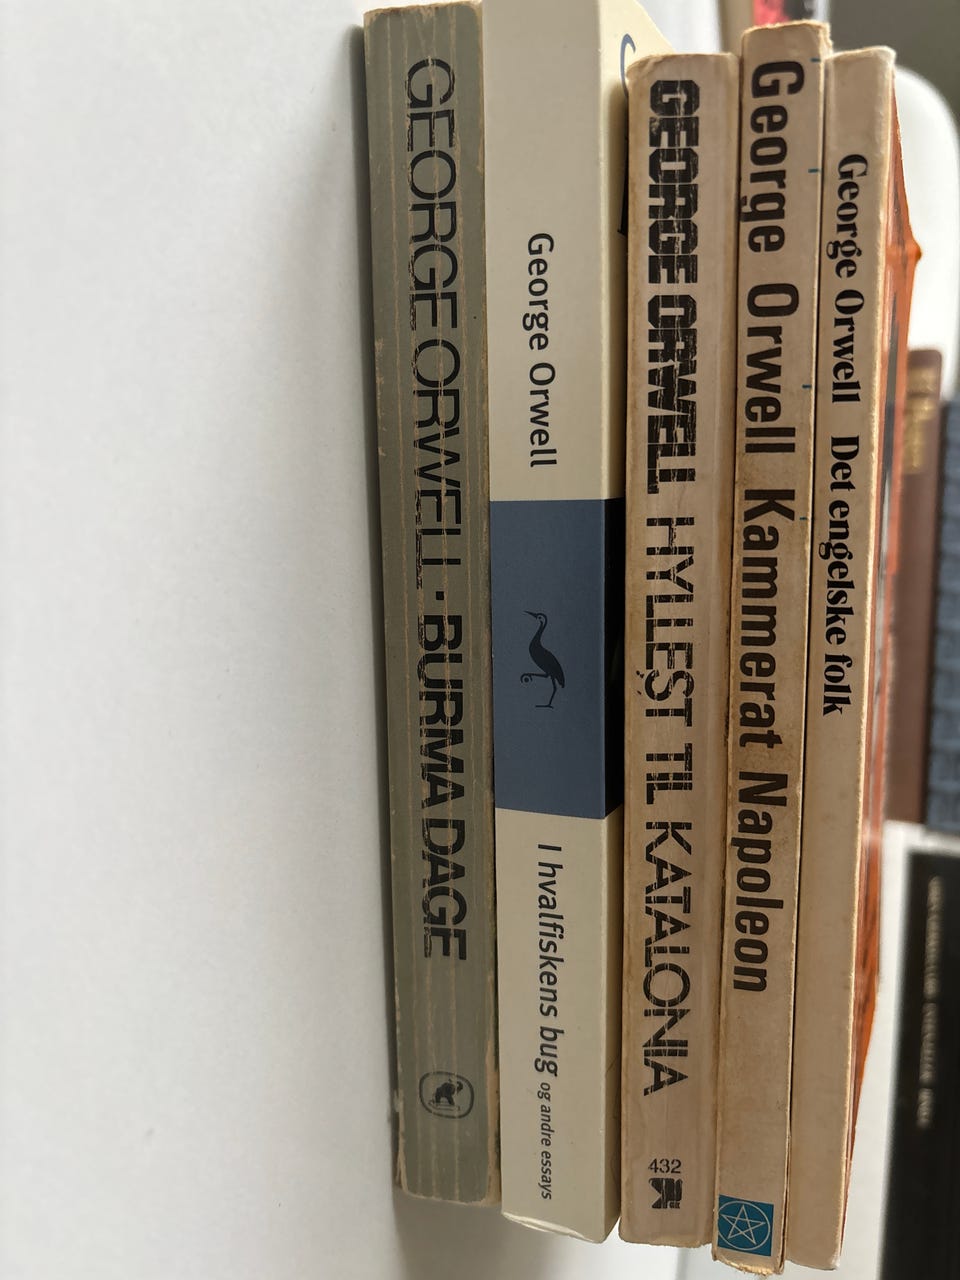 George Orwell Det engelske folk
George Orwell Kammerat Napoleon
GEORGE ORWELL HYLLEST TIL KATALONIA
432
George Orwell
I hvalfiskens bug og andre essays
GEORGE ORWELL · BURMA DAGE